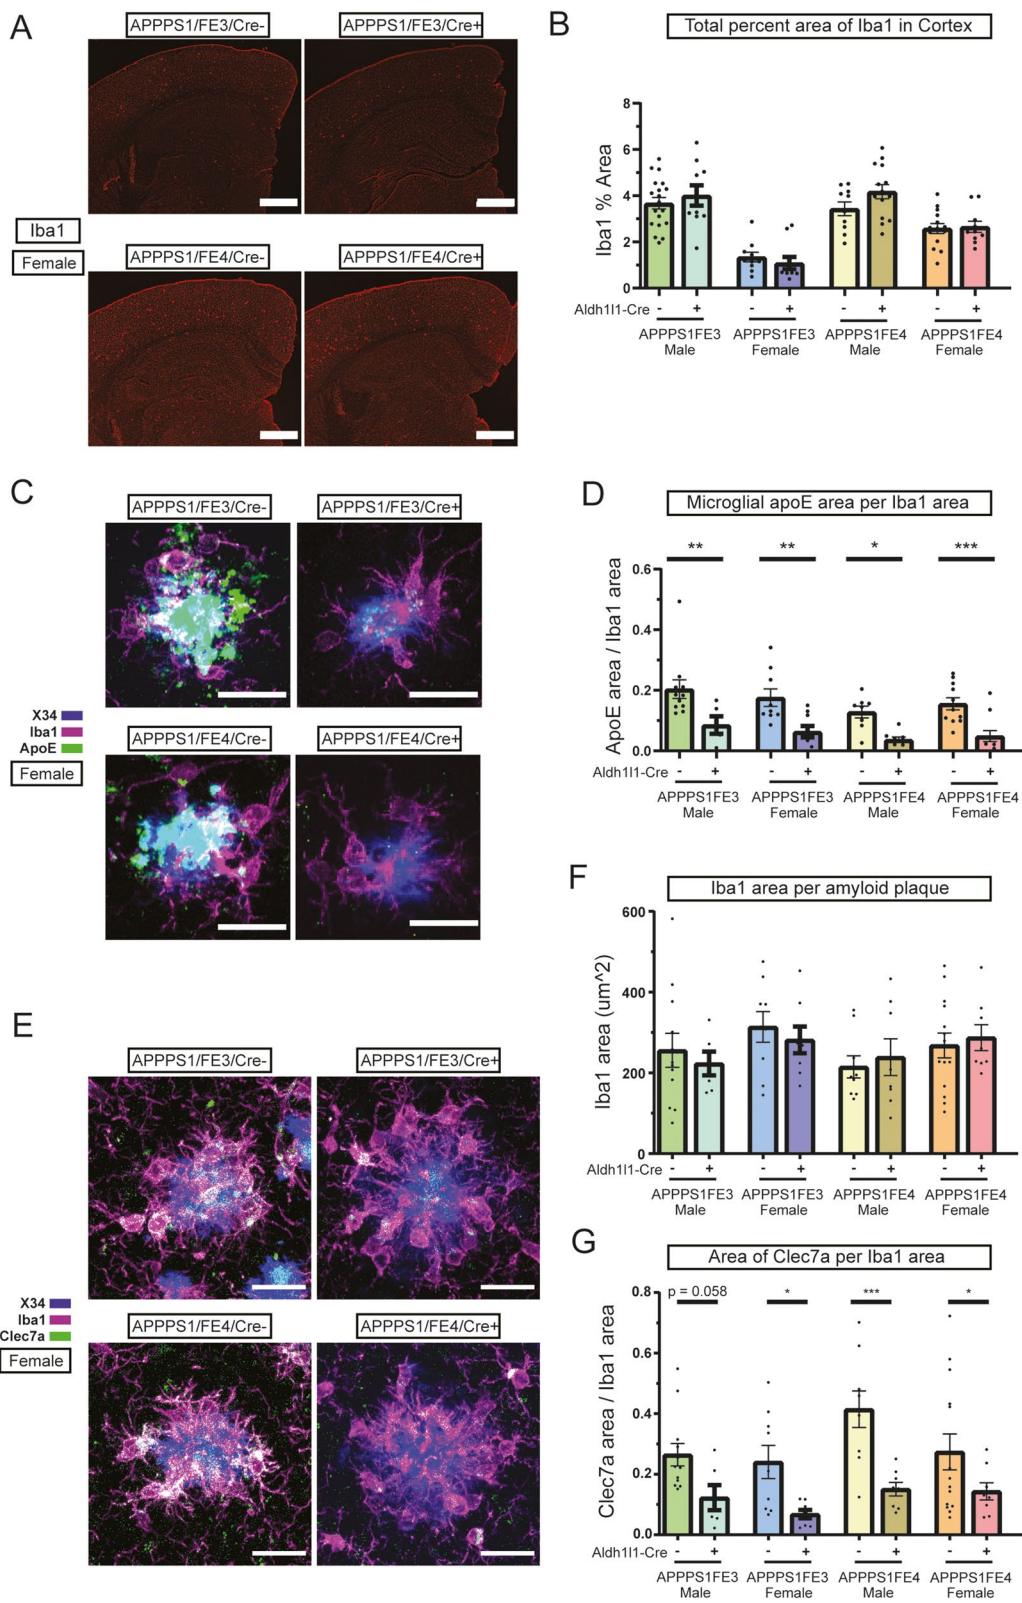 A
APPPS1/FE3/Cre-
APPPS1/FE3/Cre+
Iba1
Female
APPPS1/FE4/Cre-
APPPS1/FE4/Cre+
B
Total percent area of Iba1 in Cortex
Iba1 % Area
8
6
4
2
0
Aldh1l1-Cre
- + - + - + - +
APPPS1FE3 APPPS1FE3 APPPS1FE4 APPPS1FE4
Male Female Male Female
C
APPPS1/FE3/Cre-
APPPS1/FE3/Cre+
X34
Iba1
ApoE
Female
APPPS1/FE4/Cre-
APPPS1/FE4/Cre+
D
Microglial apoE area per Iba1 area
** ** * ***
ApoE area / Iba1 area
0.6
0.4
0.2
0.0
Aldh1l1-Cre
- + - + - + - +
APPPS1FE3 APPPS1FE3 APPPS1FE4 APPPS1FE4
Male Female Male Female
E
APPPS1/FE3/Cre-
APPPS1/FE3/Cre+
X34
Iba1
Clec7a
Female
APPPS1/FE4/Cre-
APPPS1/FE4/Cre+
F
Iba1 area per amyloid plaque
Iba1 area (um^2)
600
400
200
0
Aldh1l1-Cre
- + - + - + - +
APPPS1FE3 APPPS1FE3 APPPS1FE4 APPPS1FE4
Male Female Male Female
G
Area of Clec7a per Iba1 area
p = 0.058 * *** *
Clec7a area / Iba1 area
0.8
0.6
0.4
0.2
0.0
Aldh1l1-Cre
- + - + - + - +
APPPS1FE3 APPPS1FE3 APPPS1FE4 APPPS1FE4
Male Female Male Female